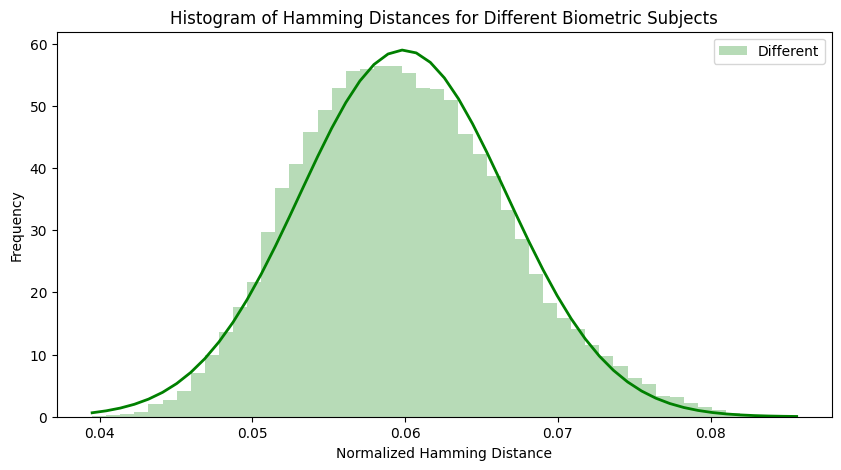 Histogram of Hamming Distances for Different Biometric Subjects
Different
Frequency
60
50
40
30
20
10
0
0.04 0.05 0.06 0.07 0.08
Normalized Hamming Distance